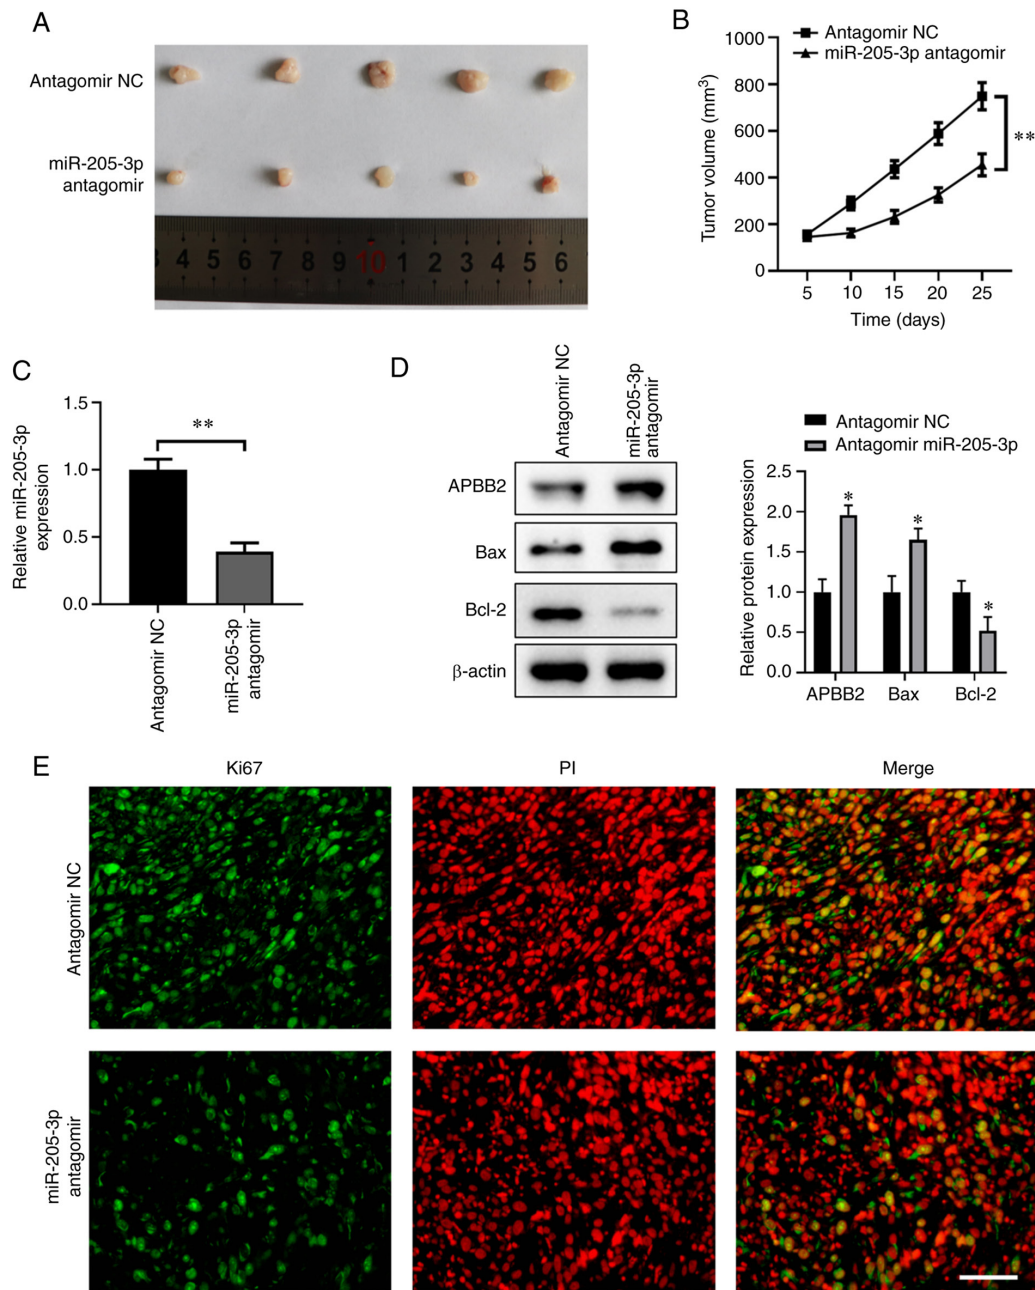 A
Antagomir NC
miR-205-3p
antagomir
3 4 5 6 7 8 9 10 1 2 3 4 5 6
B
Antagomir NC
miR-205-3p antagomir
Tumor volume (mm³)
1000
800
600
400
200
0
**
5 10 15 20 25
Time (days)
C
Relative miR-205-3p
expression
1.5
1.0
0.5
0.0
**
Antagomir NC
miR-205-3p
antagomir
D
Antagomir NC
miR-205-3p
antagomir
APBB2
Bax
Bcl-2
β-actin
Antagomir NC
Antagomir miR-205-3p
Relative protein expression
2.5
2.0
1.5
1.0
0.5
0.0
*
*
*
APBB2 Bax Bcl-2
E
Ki67 PI Merge
Antagomir NC
miR-205-3p
antagomir